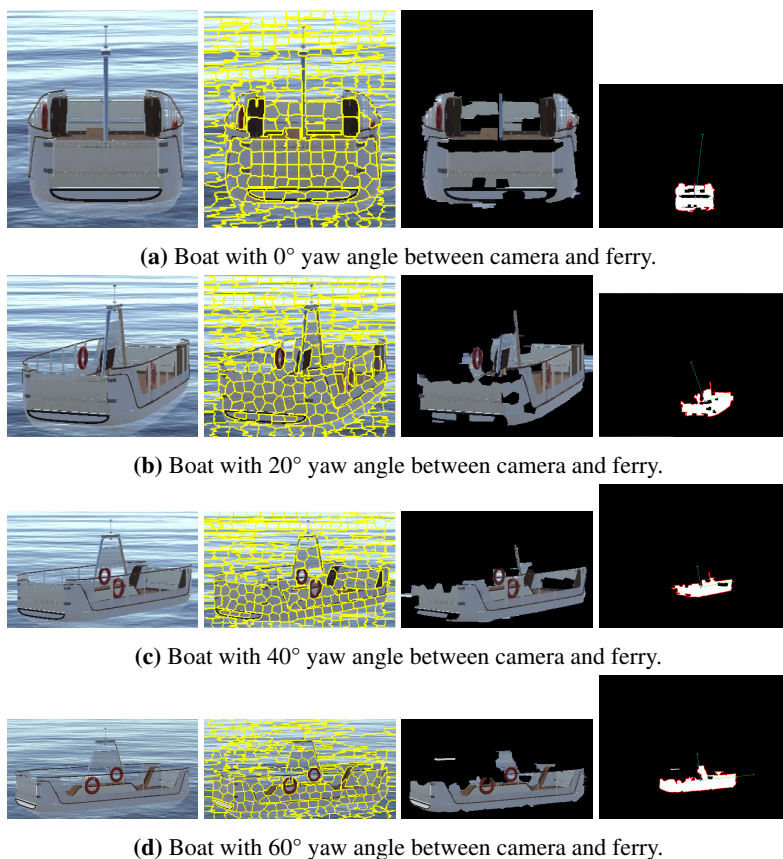 (a) Boat with 0° yaw angle between camera and ferry.
(b) Boat with 20° yaw angle between camera and ferry.
(c) Boat with 40° yaw angle between camera and ferry.
(d) Boat with 60° yaw angle between camera and ferry.